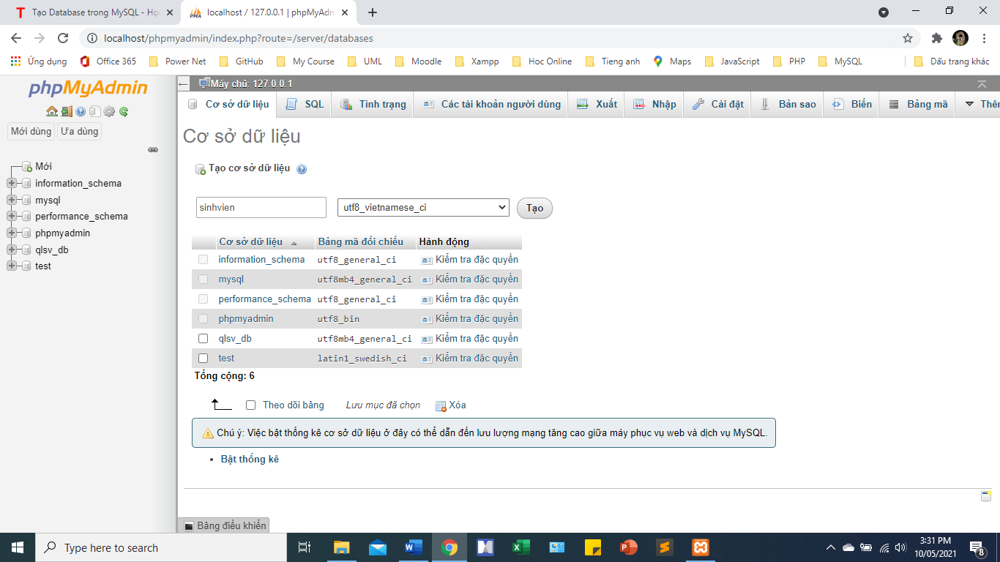 Tạo Database trong MySQL - Học
localhost / 127.0.0.1 | phpMyAdm
localhost/phpmyadmin/index.php?route=/server/databases
Ứng dụng Office 365 Power Net GitHub My Course UML Moodle Xampp Hoc Online Tieng anh Maps JavaScript PHP MySQL Dấu trang khác
phpMyAdmin
Mới dùng Ưa dùng
Mới
information_schema
mysql
performance_schema
phpmyadmin
qlsv_db
test
Máy chủ: 127.0.0.1
Cơ sở dữ liệu SQL Tình trạng Các tài khoản người dùng Xuất Nhập Cài đặt Bản sao Biến Bảng mã Thêm
Cơ sở dữ liệu
Tạo cơ sở dữ liệu
sinhvien utf8_vietnamese_ci Tạo
Cơ sở dữ liệu Bảng mã đối chiếu Hành động
information_schema utf8_general_ci Kiểm tra đặc quyền
mysql utf8mb4_general_ci Kiểm tra đặc quyền
performance_schema utf8_general_ci Kiểm tra đặc quyền
phpmyadmin utf8_bin Kiểm tra đặc quyền
qlsv_db utf8mb4_general_ci Kiểm tra đặc quyền
test latin1_swedish_ci Kiểm tra đặc quyền
Tổng cộng: 6
Theo dõi bảng Lưu mục đã chọn Xóa
Chú ý: Việc bật thống kê cơ sở dữ liệu ở đây có thể dẫn đến lưu lượng mạng tăng cao giữa máy phục vụ web và dịch vụ MySQL.
Bật thống kê
Bảng điều khiển
Type here to search
3:31 PM
10/05/2021
8